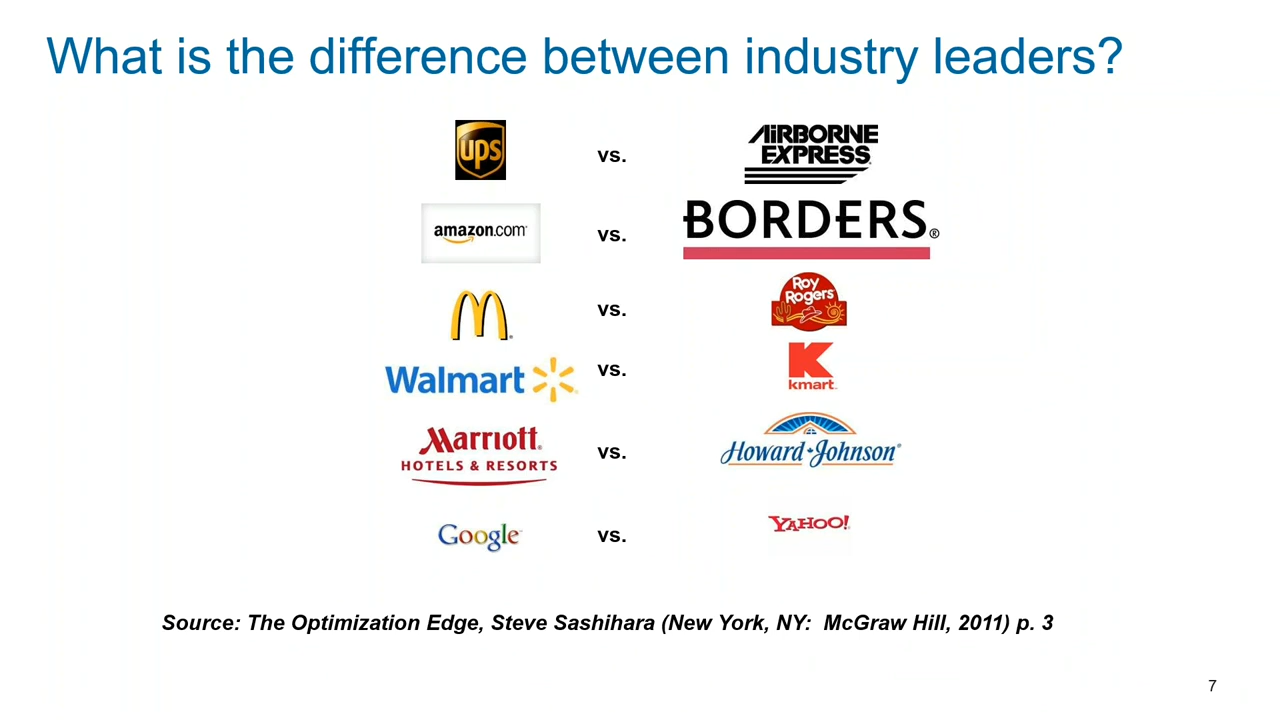 What is the difference between industry leaders?
ups vs. AIRBORNE EXPRESS
amazon.com vs. BORDERS®
vs. Roy Rogers
Walmart vs. kmart
Marriott HOTELS & RESORTS vs. Howard Johnson®
Google™ vs. YAHOO!
Source: The Optimization Edge, Steve Sashihara (New York, NY:  McGraw Hill, 2011) p. 3
7